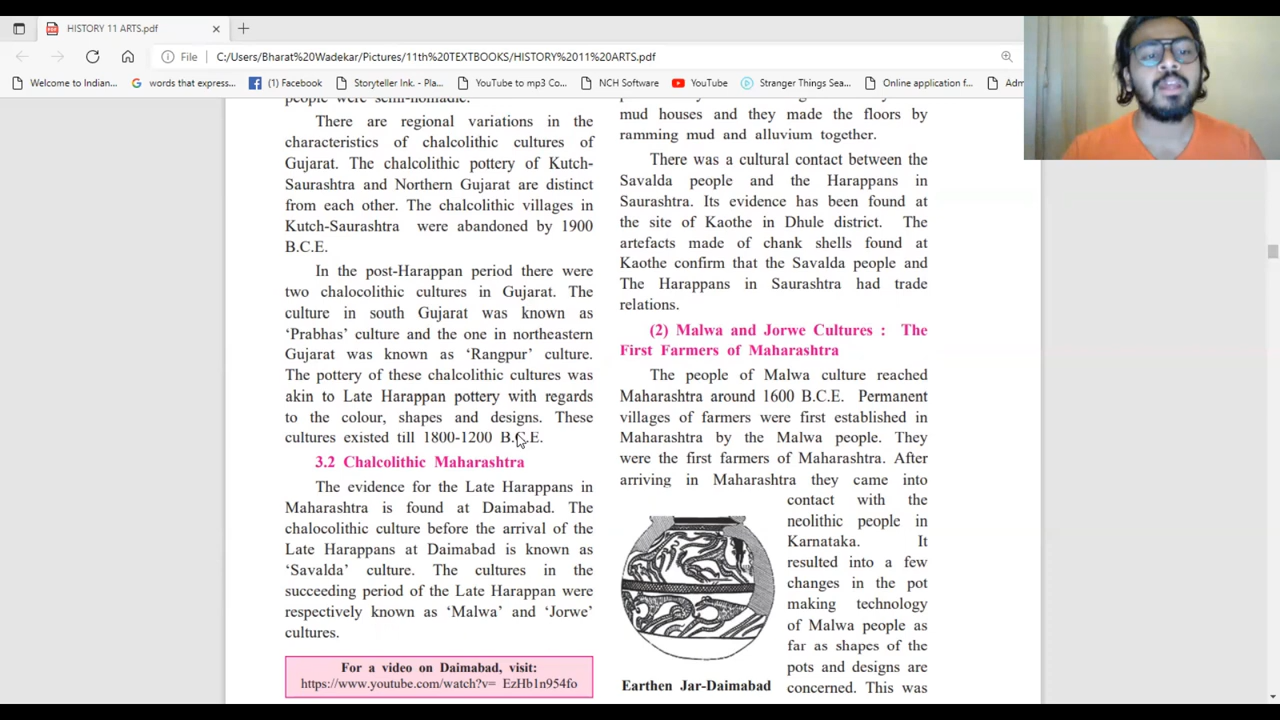 HISTORY 11 ARTS.pdf
File
C:/Users/Bharat%20Wadekar/Pictures/11th%20TEXTBOOKS/HISTORY%2011%20ARTS.pdf
Welcome to Indian...
words that express...
(1) Facebook
Storyteller Ink. - Pla...
YouTube to mp3 Co...
NCH Software
YouTube
Stranger Things Sea...
Online application f...
Adm
people were semi-nomadic.
There are regional variations in the
characteristics of chalcolithic cultures of
Gujarat. The chalcolithic pottery of Kutch-
Saurashtra and Northern Gujarat are distinct
from each other. The chalcolithic villages in
Kutch-Saurashtra were abandoned by 1900
B.C.E.
In the post-Harappan period there were
two chalocolithic cultures in Gujarat. The
culture in south Gujarat was known as
‘Prabhas’ culture and the one in northeastern
Gujarat was known as ‘Rangpur’ culture.
The pottery of these chalcolithic cultures was
akin to Late Harappan pottery with regards
to the colour, shapes and designs. These
cultures existed till 1800-1200 B.C.E.
3.2 Chalcolithic Maharashtra
The evidence for the Late Harappans in
Maharashtra is found at Daimabad. The
chalocolithic culture before the arrival of the
Late Harappans at Daimabad is known as
‘Savalda’ culture. The cultures in the
succeeding period of the Late Harappan were
respectively known as ‘Malwa’ and ‘Jorwe’
cultures.
For a video on Daimabad, visit:
https://www.youtube.com/watch?v= EzHb1n954fo
mud houses and they made the floors by
ramming mud and alluvium together.
There was a cultural contact between the
Savalda people and the Harappans in
Saurashtra. Its evidence has been found at
the site of Kaothe in Dhule district. The
artefacts made of chank shells found at
Kaothe confirm that the Savalda people and
The Harappans in Saurashtra had trade
relations.
(2) Malwa and Jorwe Cultures : The
First Farmers of Maharashtra
The people of Malwa culture reached
Maharashtra around 1600 B.C.E. Permanent
villages of farmers were first established in
Maharashtra by the Malwa people. They
were the first farmers of Maharashtra. After
arriving in Maharashtra they came into
contact with the
neolithic people in
Karnataka. It
resulted into a few
changes in the pot
making technology
of Malwa people as
far as shapes of the
pots and designs are
concerned. This was
Earthen Jar-Daimabad